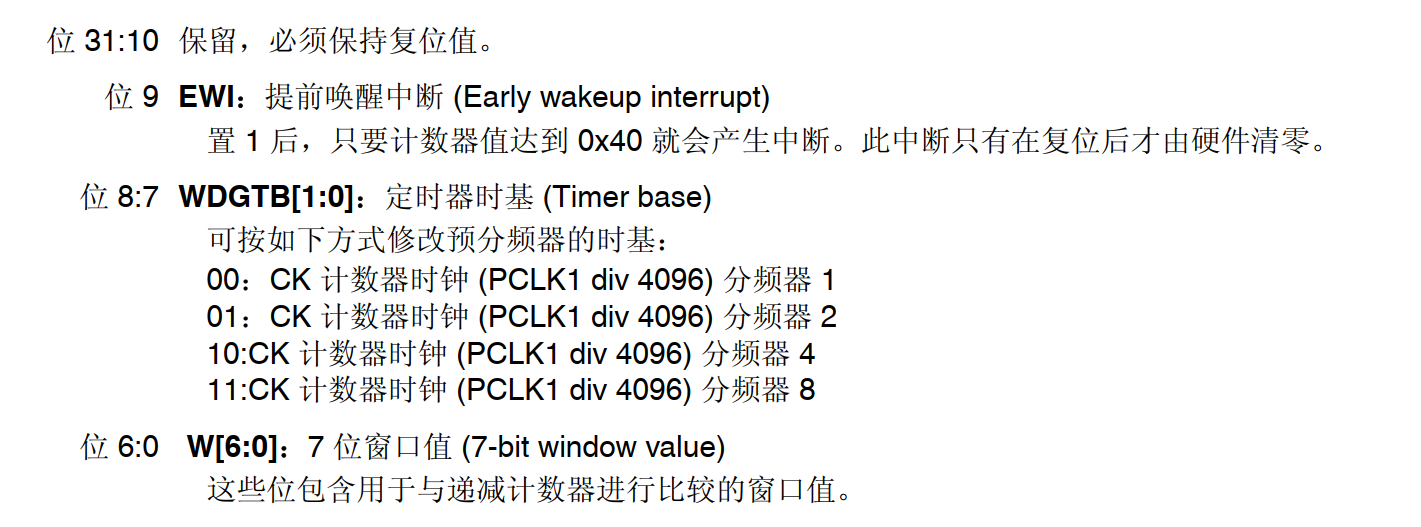 位 31:10 保留，必须保持复位值。
位 9 EWI：提前唤醒中断 (Early wakeup interrupt)
置 1 后，只要计数器值达到 0x40 就会产生中断。此中断只有在复位后才由硬件清零。
位 8:7 WDGTB[1:0]：定时器时基 (Timer base)
可按如下方式修改预分频器的时基：
00：CK 计数器时钟 (PCLK1 div 4096) 分频器 1
01：CK 计数器时钟 (PCLK1 div 4096) 分频器 2
10:CK 计数器时钟 (PCLK1 div 4096) 分频器 4
11:CK 计数器时钟 (PCLK1 div 4096) 分频器 8
位 6:0 W[6:0]：7 位窗口值 (7-bit window value)
这些位包含用于与递减计数器进行比较的窗口值。